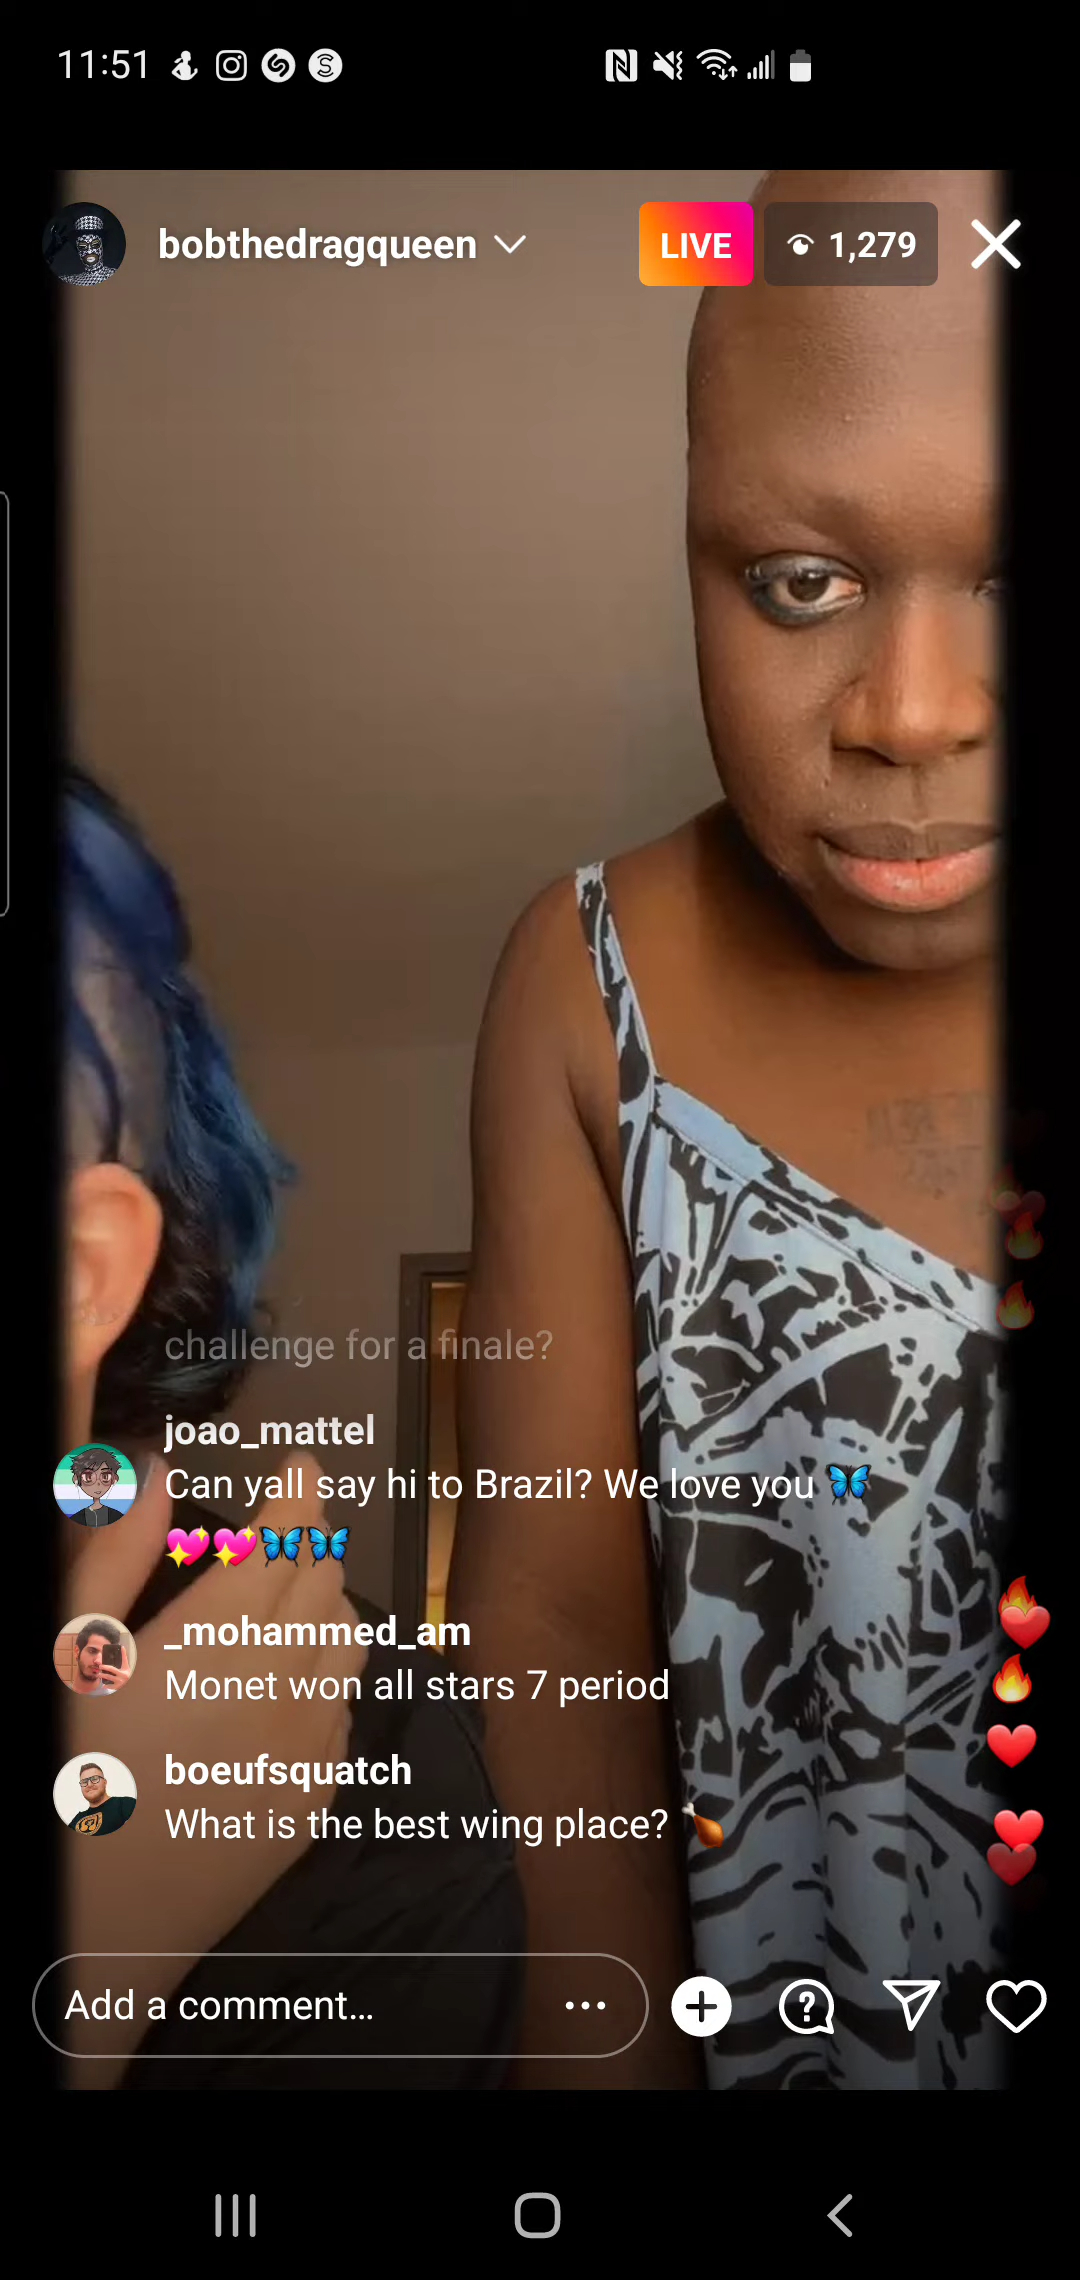 11:51
bobthedragqueen
LIVE
1,279
challenge for a finale?
joao_mattel
Can yall say hi to Brazil? We love you 🦋
💖💖🦋🦋
_mohammed_am
Monet won all stars 7 period
boeufsquatch
What is the best wing place? 🍗
Add a comment...